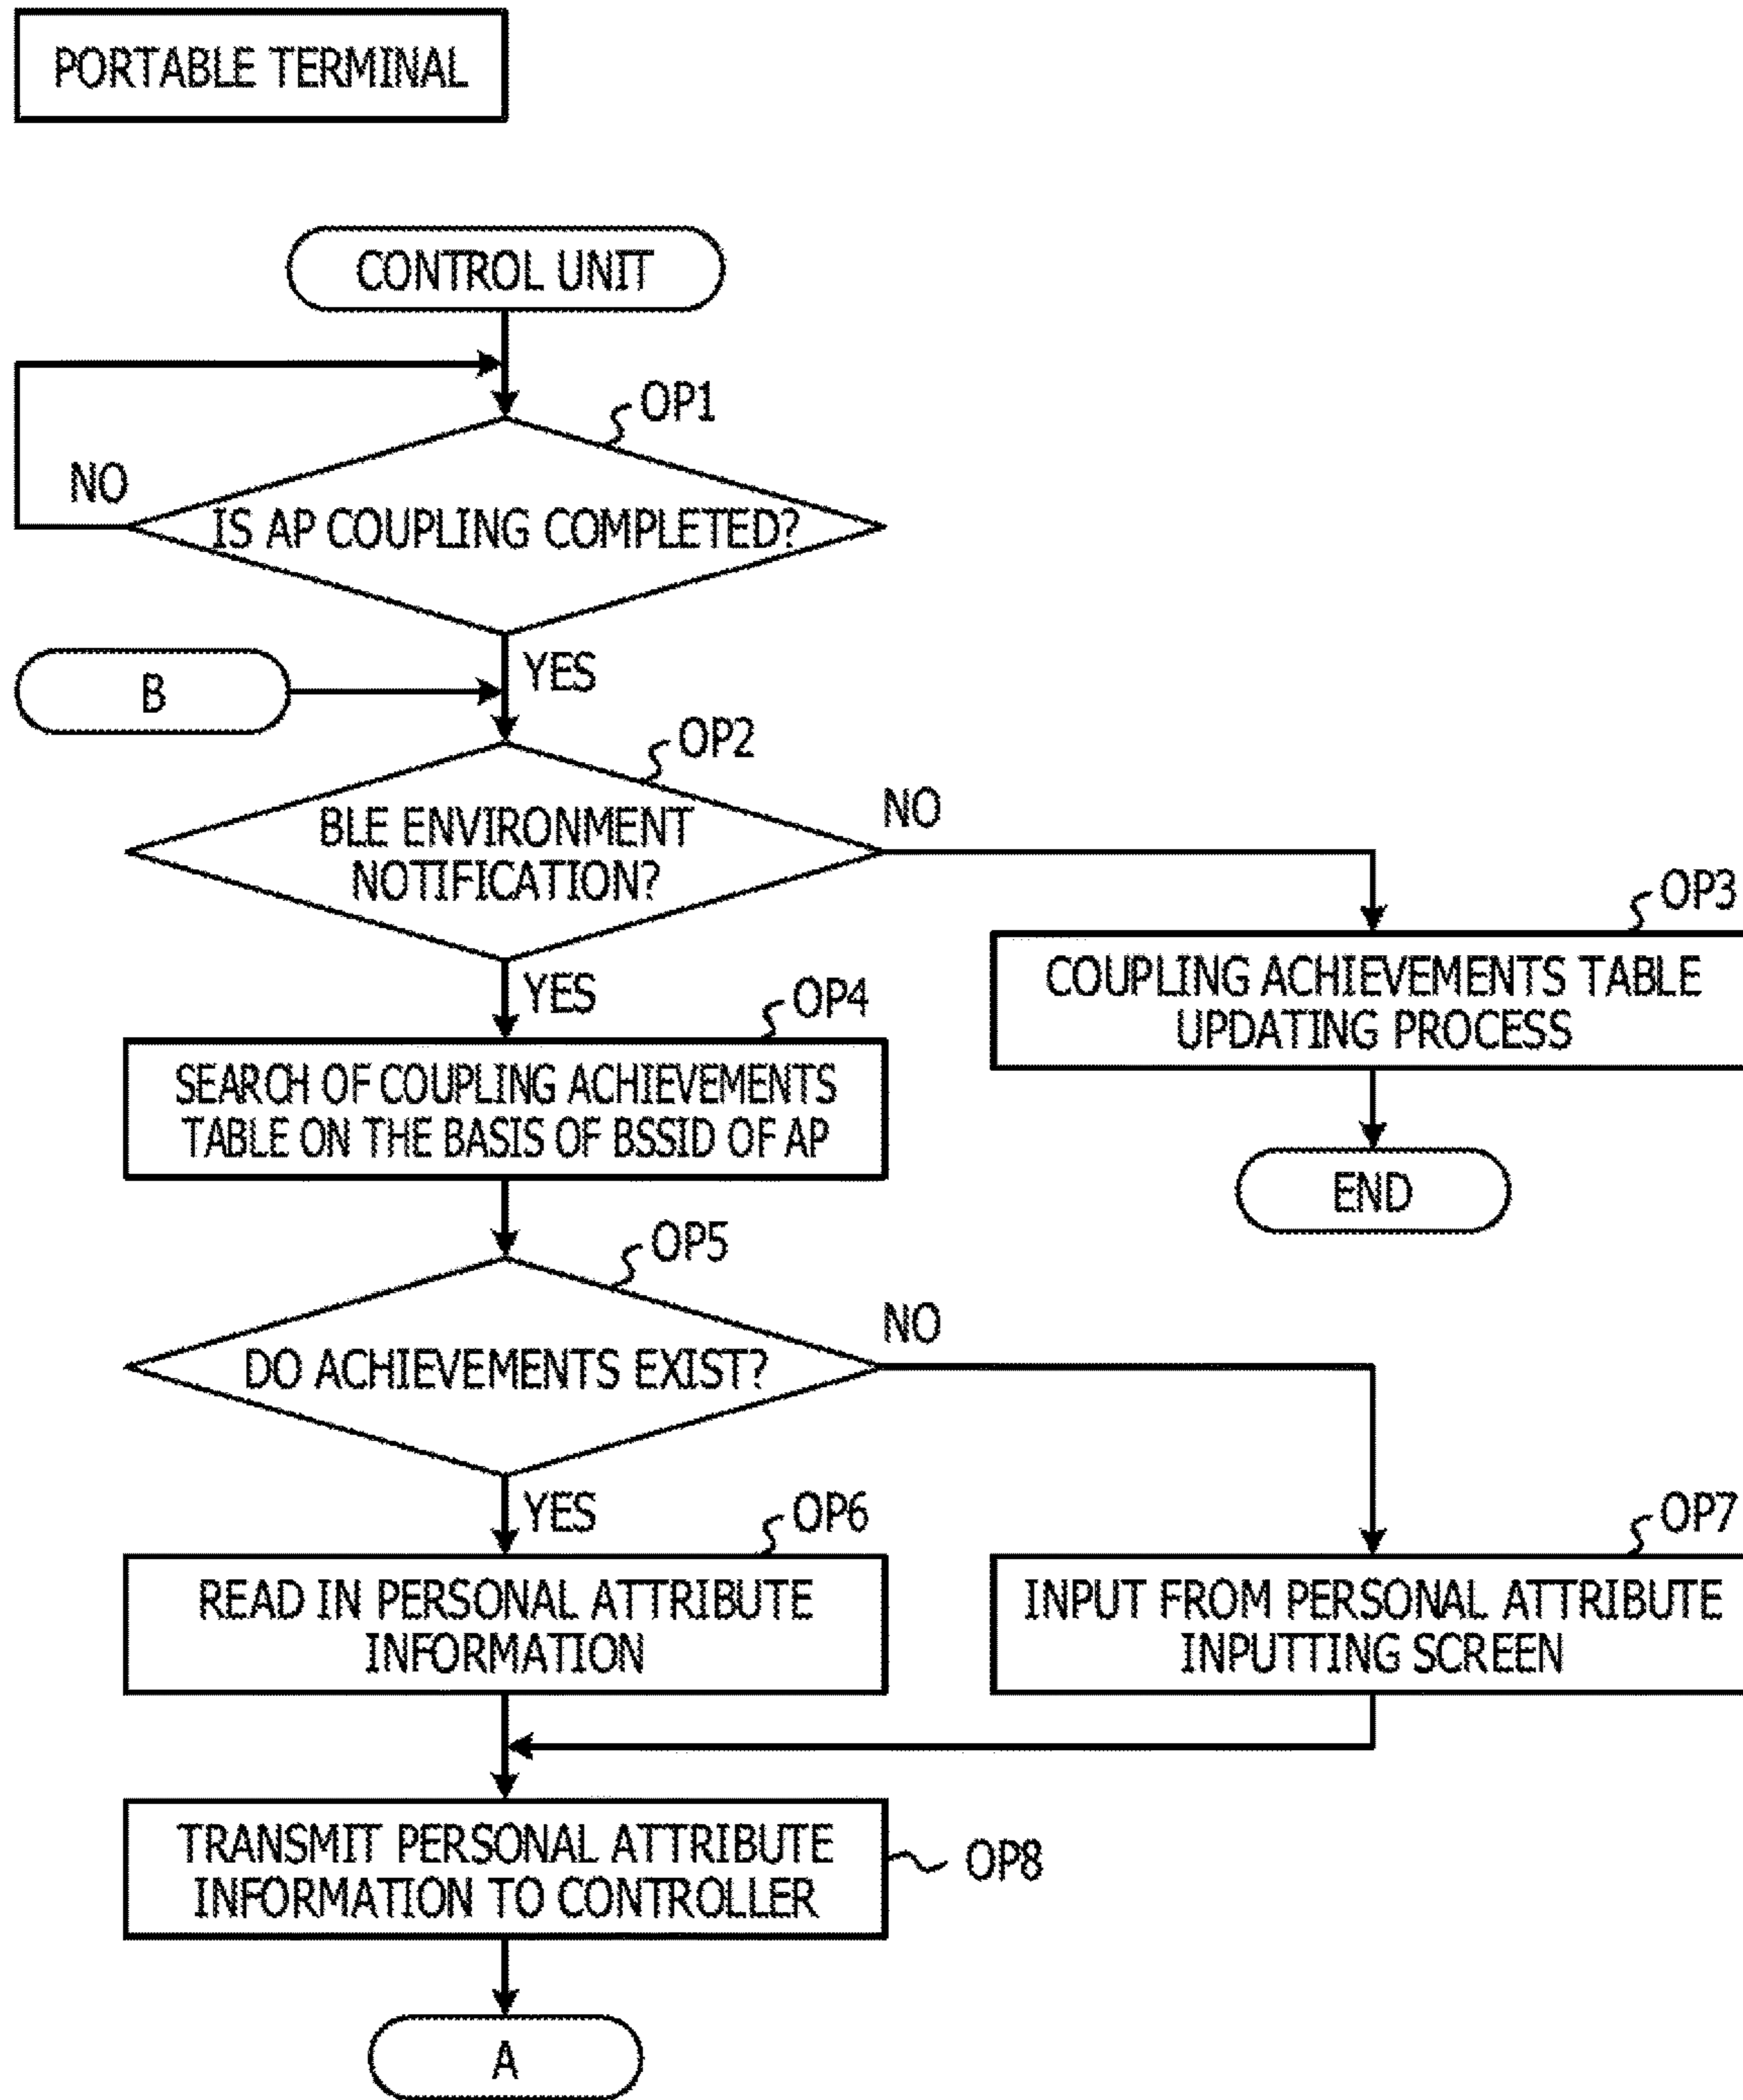 PORTABLE TERMINAL
CONTROL UNIT
OP1
NO
IS AP COUPLING COMPLETED?
YES
B
OP2
NO
BLE ENVIRONMENT
NOTIFICATION?
OP3
COUPLING ACHIEVEMENTS TABLE
UPDATING PROCESS
YES
OP4
SEARCH OF COUPLING ACHIEVEMENTS
TABLE ON THE BASIS OF BSSID OF AP
END
OP5
NO
DO ACHIEVEMENTS EXIST?
YES
OP6
OP7
READ IN PERSONAL ATTRIBUTE
INFORMATION
INPUT FROM PERSONAL ATTRIBUTE
INPUTTING SCREEN
TRANSMIT PERSONAL ATTRIBUTE
INFORMATION TO CONTROLLER
OP8
A